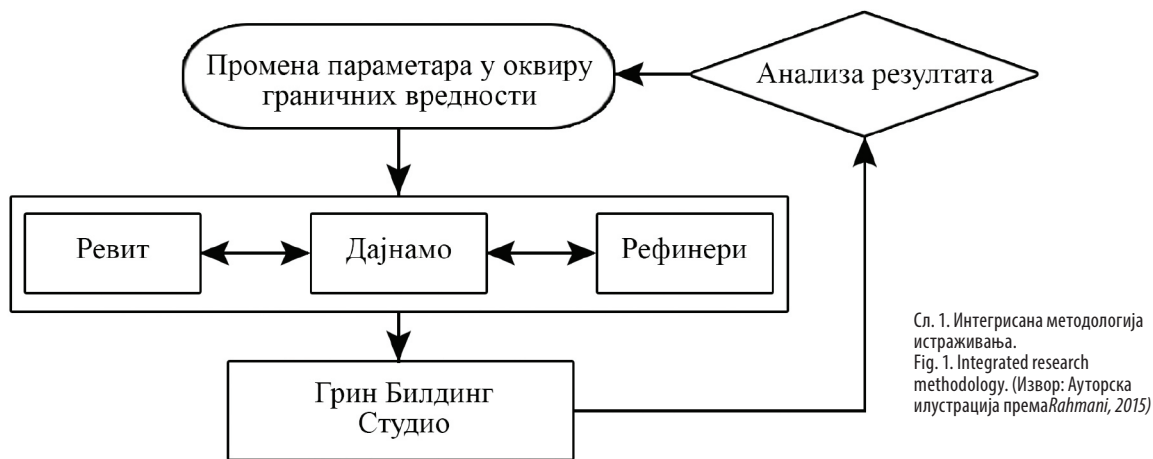 Промена параметара у оквиру
граничних вредности
Анализа резултата
Ревит
Дајнамо
Рефинери
Грин Билдинг
Студио
Сл. 1. Интегрисана методологија
истраживања.
Fig. 1. Integrated research
methodology. (Извор: Ауторска
илустрација премаRahmani, 2015)